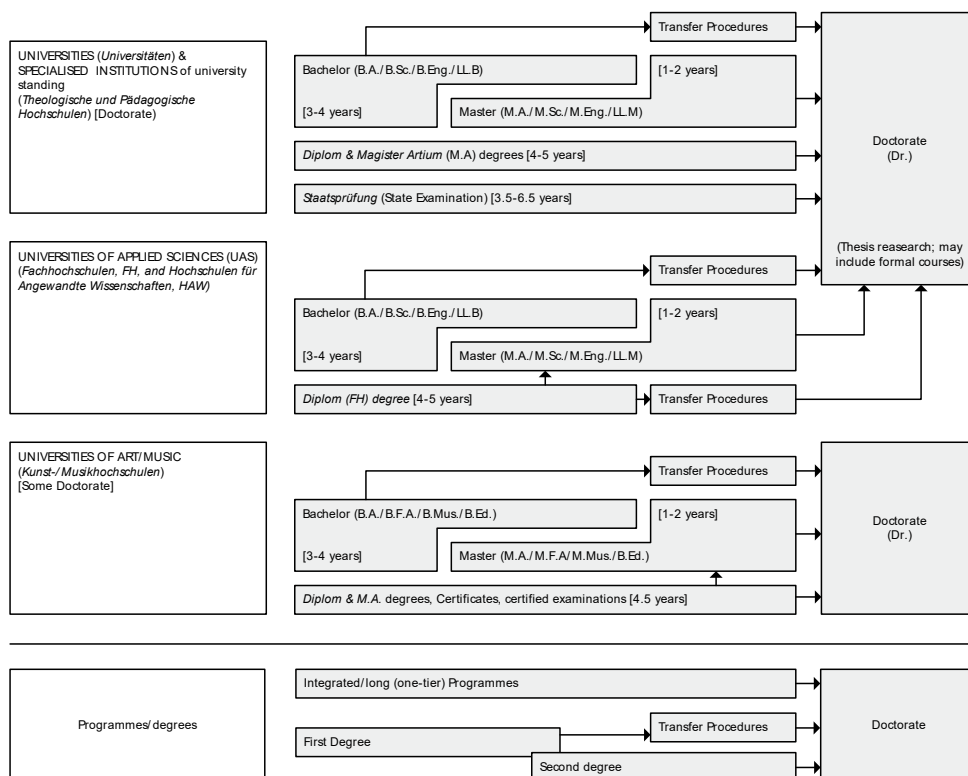 UNIVERSITIES (Universitäten) &
SPECIALISED INSTITUTIONS of university
standing
(Theologische und Pädagogische
Hochschulen) [Doctorate)
Transfer Procedures
Bachelor (B.A./B.Sc./B.Eng./LL.B)
[1-2 years]
[3-4 years]
Master (M.A./M.Sc./M.Eng./LL.M)
Diplom & Magister Artium (M.A) degrees [4-5 years]
Staatsprüfung (State Examination) [3.5-6.5 years]
Doctorate
(Dr.)
(Thesis reasearch; may
include formal courses)
UNIVERSITIES OF APPLIED SCIENCES (UAS)
(Fachhochschulen, FH, and Hochschulen für
Angewandte Wissenschaften, HAW)
Transfer Procedures
Bachelor (B.A./B.Sc./B.Eng./LL.B)
[1-2 years]
[3-4 years]
Master (M.A./M.Sc./M.Eng./LL.M)
Diplom (FH) degree [4-5 years]
Transfer Procedures
UNIVERSITIES OF ART/MUSIC
(Kunst-/Musikhochschulen)
[Some Doctorate]
Transfer Procedures
Bachelor (B.A./B.F.A./B.Mus./B.Ed.)
[1-2 years]
[3-4 years]
Master (M.A./M.F.A/M.Mus./B.Ed.)
Diplom & M.A. degrees, Certificates, certified examinations [4.5 years]
Doctorate
(Dr.)
Programmes/degrees
Integrated/long (one-tier) Programmes
Transfer Procedures
First Degree
Second degree
Doctorate